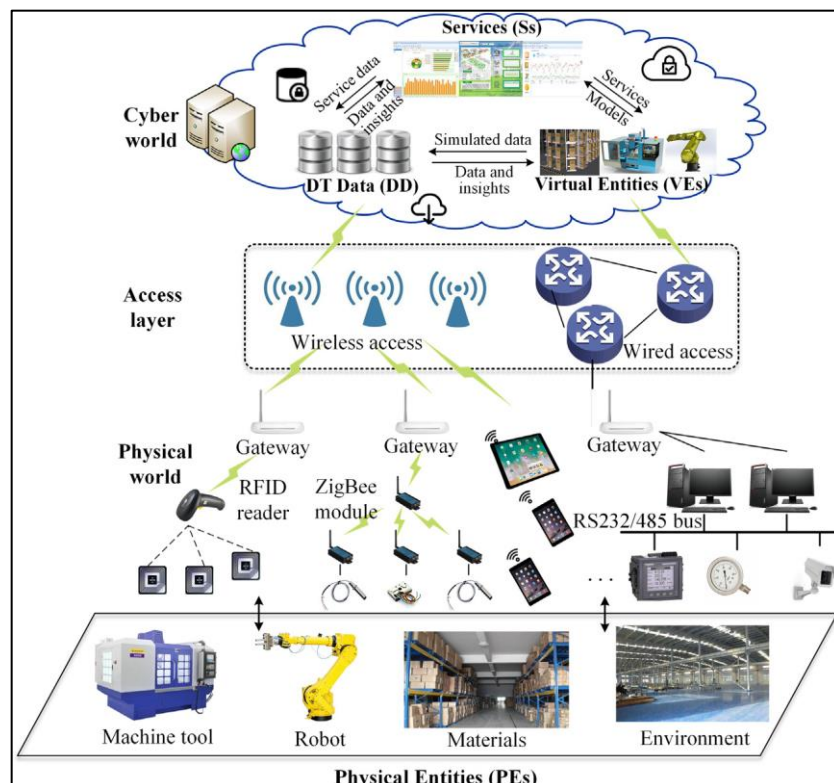 Services (Ss)
Service data
Data and
insights
Services
Models
Cyber
world
Simulated data
Data and
insights
DT Data (DD)
Virtual Entities (VEs)
Access
layer
Wireless access
Wired access
Gateway
Gateway
Gateway
Physical
world
RFID
reader
ZigBee
module
RS232/485 bus
. . .
Machine tool
Robot
Materials
Environment
Physical Entities (PEs)